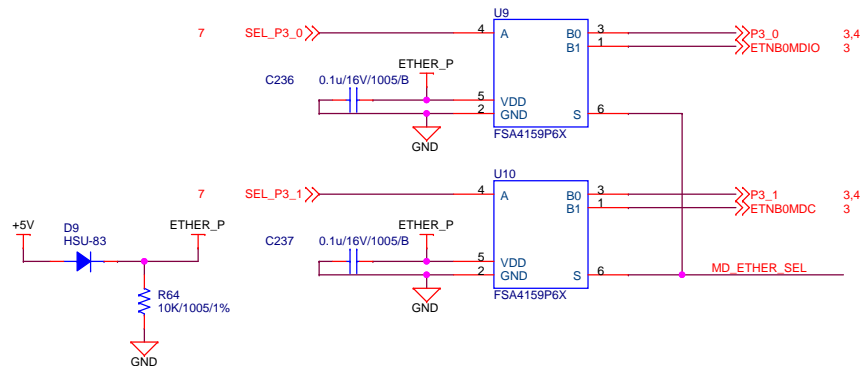 U9
7 SEL_P3_0 4 A B0 3 P3_0 3,4
B1 1 ETNB0MDIO 3
ETHER_P
C236 0.1u/16V/1005/B
5 VDD
2 GND S 6
FSA4159P6X
GND
U10
7 SEL_P3_1 4 A B0 3 P3_1 3,4
B1 1 ETNB0MDC 3
+5V D9 ETHER_P ETHER_P
HSU-83
C237 0.1u/16V/1005/B
5 VDD
2 GND S 6 MD_ETHER_SEL
FSA4159P6X
R64
10K/1005/1%
GND
GND